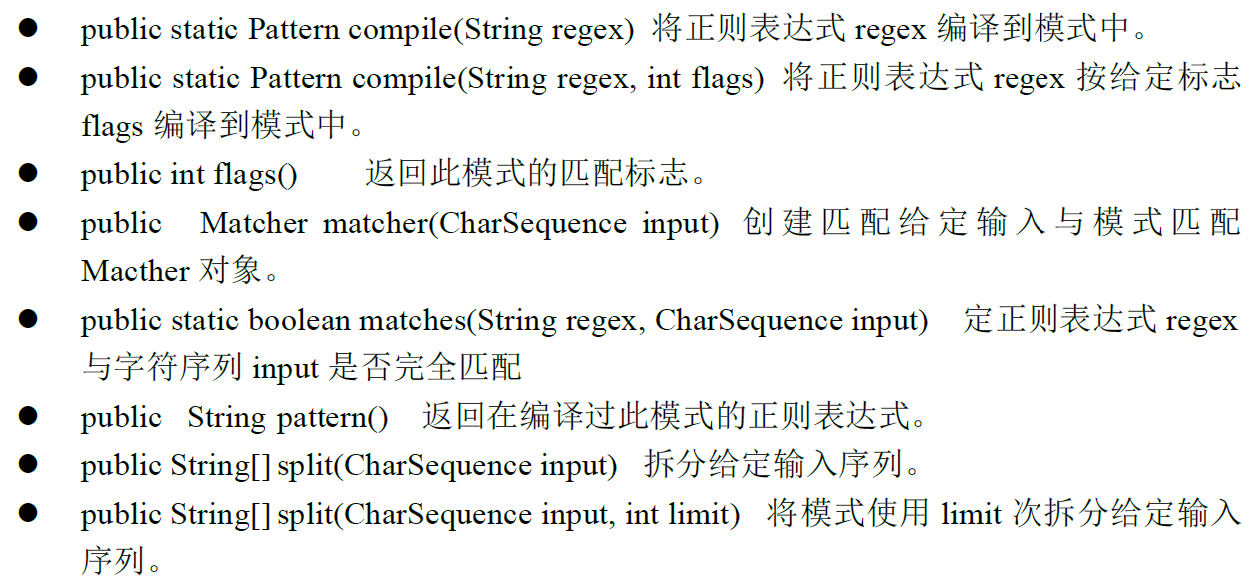 ● public static Pattern compile(String regex) 将正则表达式 regex 编译到模式中。
● public static Pattern compile(String regex, int flags) 将正则表达式 regex 按给定标志
flags 编译到模式中。
● public int flags() 返回此模式的匹配标志。
● public Matcher matcher(CharSequence input) 创建匹配给定输入与模式匹配
Macther 对象。
● public static boolean matches(String regex, CharSequence input) 定正则表达式 regex
与字符序列 input 是否完全匹配
● public String pattern() 返回在编译过此模式的正则表达式。
● public String[] split(CharSequence input) 拆分给定输入序列。
● public String[] split(CharSequence input, int limit) 将模式使用 limit 次拆分给定输入
序列。